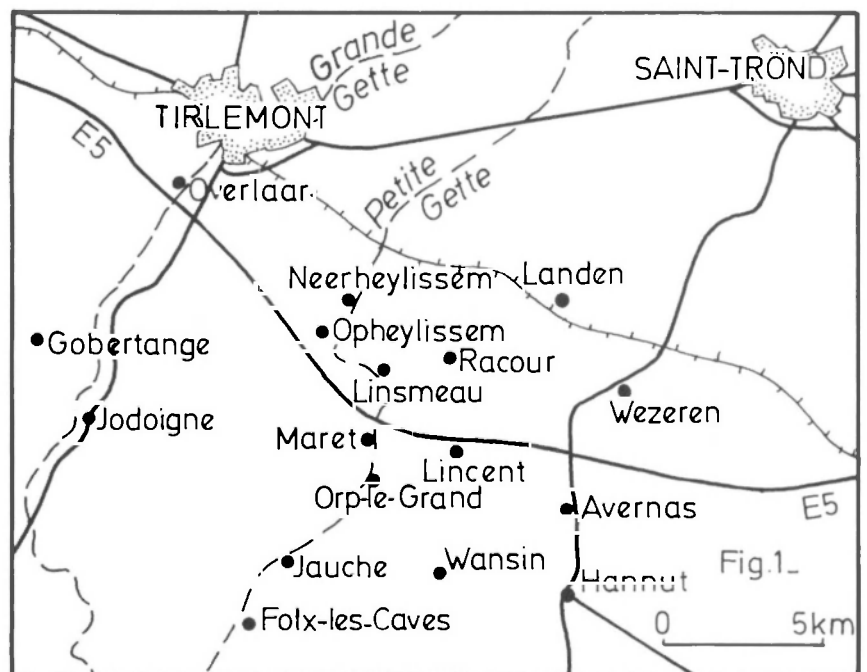 Grande
Gette
SAINT-TROND
TIRLEMONT
E5
Overlaar
Petite
Gette
Neerheylissem
Landen
Opheylissem
Gobertange
Racour
Linsmeau
Wezeren
Jodoigne
Maret
Lincent
Orp-le-Grand
Avernas
E5
Wansin
Fig.1_
Jauche
Hannut
Folx-les-Caves
0 5km